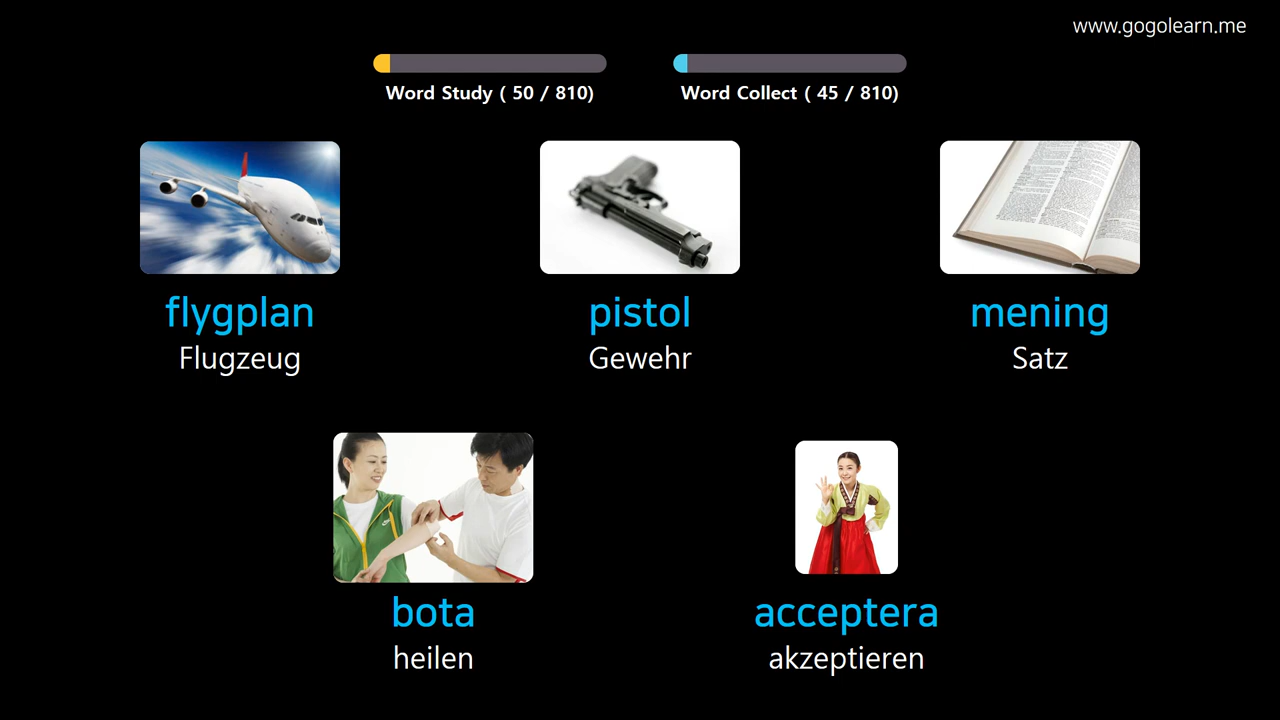 www.gogolearn.me
Word Study ( 50 / 810)
Word Collect ( 45 / 810)
flygplan
Flugzeug
pistol
Gewehr
mening
Satz
bota
heilen
acceptera
akzeptieren